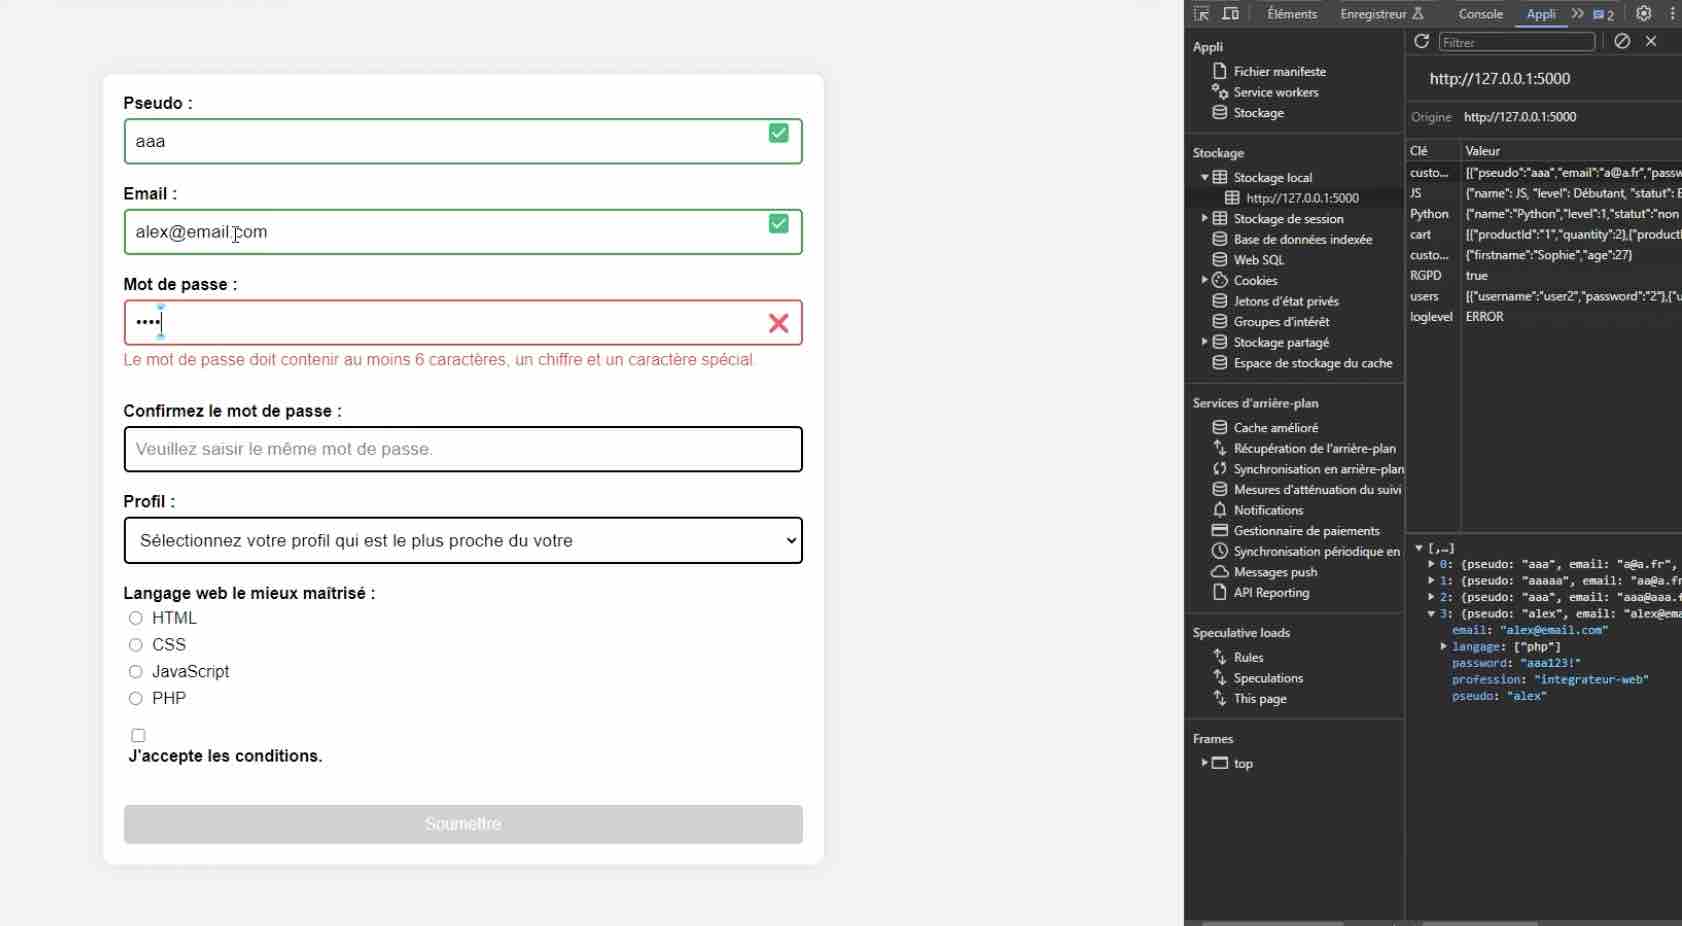 Pseudo :
aaa
Email :
alex@email.com
Mot de passe :
••••
Le mot de passe doit contenir au moins 6 caractères, un chiffre et un caractère spécial.
Confirmez le mot de passe :
Veuillez saisir le même mot de passe.
Profil :
Sélectionnez votre profil qui est le plus proche du votre
Langage web le mieux maîtrisé :
HTML
CSS
JavaScript
PHP
J'accepte les conditions.
Soumettre
Éléments Enregistreur Console Appli 2
Appli
Fichier manifeste
Service workers
Stockage
Stockage
Stockage local
http://127.0.0.1:5000
Stockage de session
Base de données indexée
Web SQL
Cookies
Jetons d'état privés
Groupes d'intérêt
Stockage partagé
Espace de stockage du cache
Services d'arrière-plan
Cache amélioré
Récupération de l'arrière-plan
Synchronisation en arrière-plan
Mesures d'atténuation du suivi
Notifications
Gestionnaire de paiements
Synchronisation périodique en
Messages push
API Reporting
Speculative loads
Rules
Speculations
This page
Frames
top
Filtrer
http://127.0.0.1:5000
Origine http://127.0.0.1:5000
Clé Valeur
custo... [{"pseudo":"aaa","email":"a@a.fr","passw
JS {"name": JS, "level": Débutant, "statut": E
Python {"name":"Python","level":1,"statut":"non
cart [{"productId":"1","quantity":2},{"product
custo... {"firstname":"Sophie","age":27}
RGPD true
users [{"username":"user2","password":"2"},{"u
loglevel ERROR
[,…]
0: {pseudo: "aaa", email: "a@a.fr",
1: {pseudo: "aaaaa", email: "aa@a.fr
2: {pseudo: "aaa", email: "aaa@aaa.f
3: {pseudo: "alex", email: "alex@ema
email: "alex@email.com"
langage: ["php"]
password: "aaa123!"
profession: "integrateur-web"
pseudo: "alex"